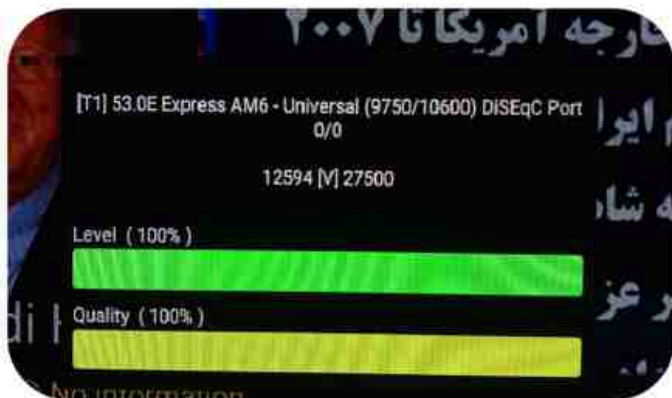 خارجه آمریکا تا ۲۰۰۷
[T1] 53.0E Express AM6 - Universal (9750/10600) DiSEqC Port
0/0
12594 [V] 27500
Level ( 100% )
Quality ( 100% )
No information